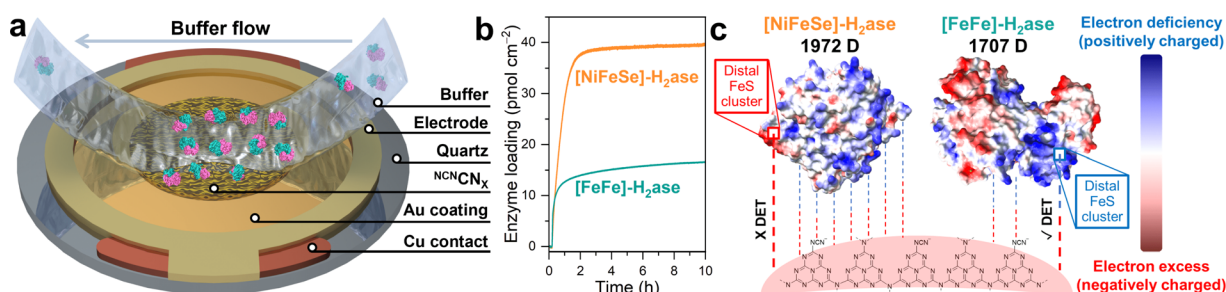 a
Buffer flow
Buffer
Electrode
Quartz
NCNCNX
Au coating
Cu contact
b
Enzyme loading (pmol cm−2)
40
30
20
10
0
[NiFeSe]-H2ase
[FeFe]-H2ase
0 2 4 6 8 10
Time (h)
c
[NiFeSe]-H2ase
1972 D
[FeFe]-H2ase
1707 D
Electron deficiency
(positively charged)
Distal
FeS
cluster
Distal
FeS
cluster
X DET
√ DET
NCN−
NCN−
NCN−
Electron excess
(negatively charged)